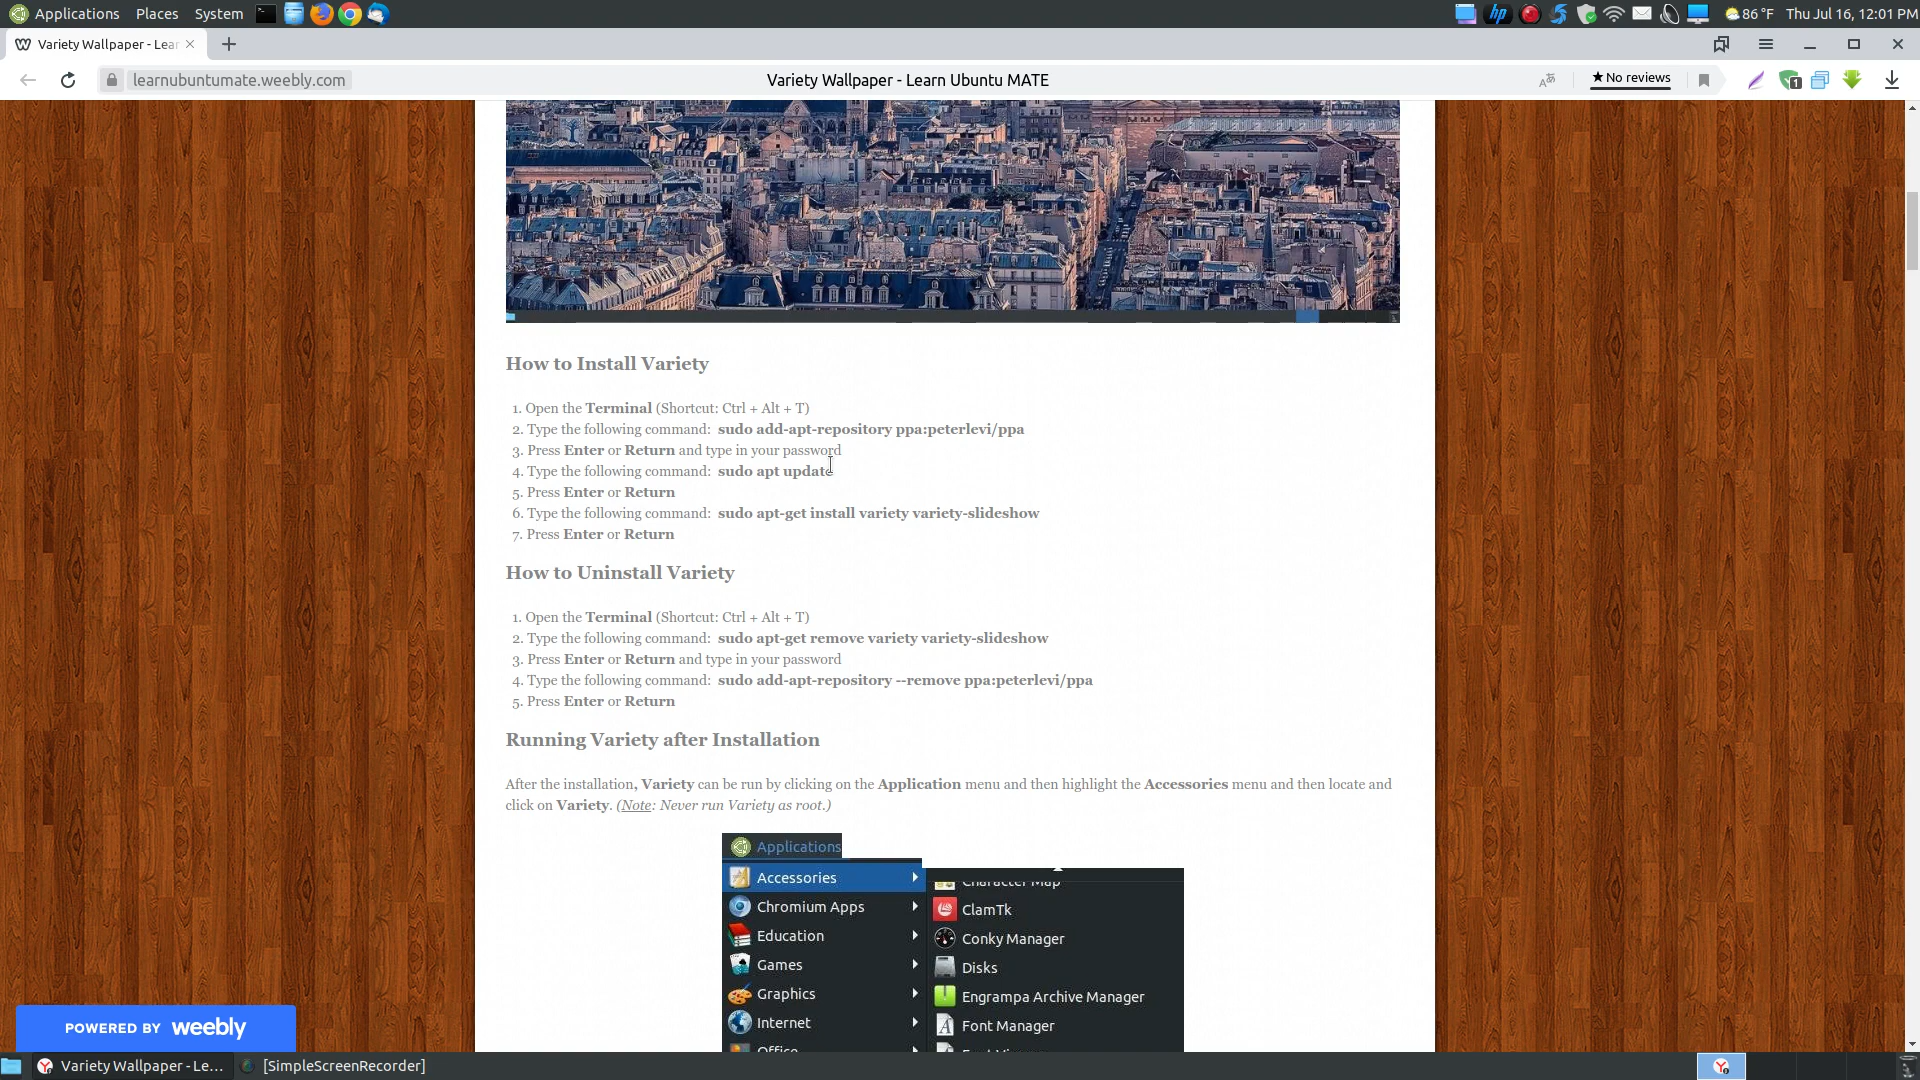 Applications Places System
86 °F Thu Jul 16, 12:01 PM
Variety Wallpaper - Lear
learnubuntumate.weebly.com
Variety Wallpaper - Learn Ubuntu MATE
★No reviews
How to Install Variety
1. Open the Terminal (Shortcut: Ctrl + Alt + T)
2. Type the following command: sudo add-apt-repository ppa:peterlevi/ppa
3. Press Enter or Return and type in your password
4. Type the following command: sudo apt update
5. Press Enter or Return
6. Type the following command: sudo apt-get install variety variety-slideshow
7. Press Enter or Return
How to Uninstall Variety
1. Open the Terminal (Shortcut: Ctrl + Alt + T)
2. Type the following command: sudo apt-get remove variety variety-slideshow
3. Press Enter or Return and type in your password
4. Type the following command: sudo add-apt-repository --remove ppa:peterlevi/ppa
5. Press Enter or Return
Running Variety after Installation
After the installation, Variety can be run by clicking on the Application menu and then highlight the Accessories menu and then locate and
click on Variety. (Note: Never run Variety as root.)
Applications
Accessories
Chromium Apps
Education
Games
Graphics
Internet
Office
Character Map
ClamTk
Conky Manager
Disks
Engrampa Archive Manager
Font Manager
POWERED BY weebly
Variety Wallpaper - Le...
[SimpleScreenRecorder]